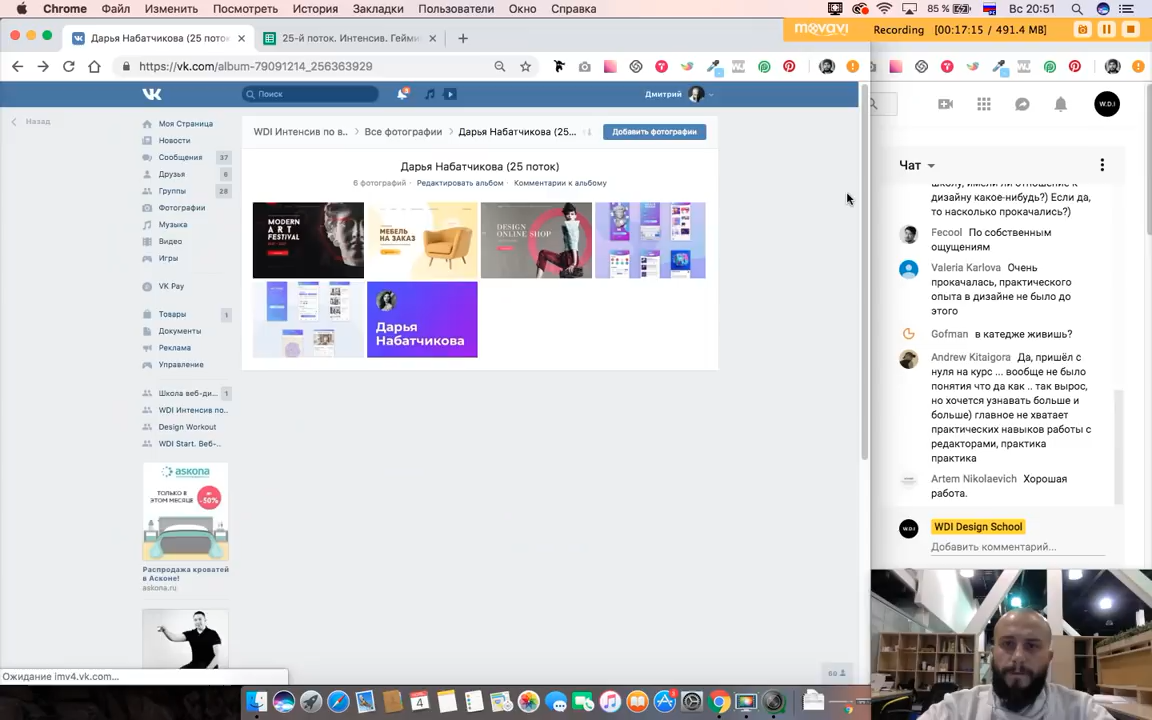 Chrome Файл Изменить Посмотреть История Закладки Пользователи Окно Справка 85 % Вс 20:51
Дарья Набатчикова (25 пото
25-й поток. Интенсив. Гейми
movavi Recording [00:17:15 / 491.4 MB]
https://vk.com/album-79091214_256363929
Поиск
Дмитрий
Назад
Моя Страница
Новости
Сообщения 37
Друзья 6
Группы 28
Фотографии
Музыка
Видео
Игры
VK Pay
Товары 1
Документы
Реклама
Управление
Школа веб-ди... 1
WDI Интенсив по..
Design Workout
WDI Start. Веб-..
askona
ТОЛЬКО В
ЭТОМ МЕСЯЦЕ
-50%
Распродажа кроватей
в Асконе!
askona.ru
WDI Интенсив по в... Все фотографии Дарья Набатчикова (25... Добавить фотографии
Дарья Набатчикова (25 поток)
6 фотографий · Редактировать альбом · Комментарии к альбому
MODERN
ART
FESTIVAL
МЕБЕЛЬ
НА ЗАКАЗ
DESIGN
ONLINE SHOP
Дарья
Набатчикова
60
Ожидание imv4.vk.com...
W.D.I
Чат
школу, имели ли отношение к
дизайну какое-нибудь?) Если да,
то насколько прокачались?)
Fecool По собственным
ощущениям
Valeria Karlova Очень
прокачалась, практического
опыта в дизайне не было до
этого
Gofman в катедже живишь?
Andrew Kitaigora Да, пришёл с
нуля на курс ... вообще не было
понятия что да как .. так вырос,
но хочется узнавать больше и
больше) главное не хватает
практических навыков работы с
редакторами, практика
практика
Artem Nikolaevich Хорошая
работа.
W.D.I
WDI Design School
Добавить комментарий...